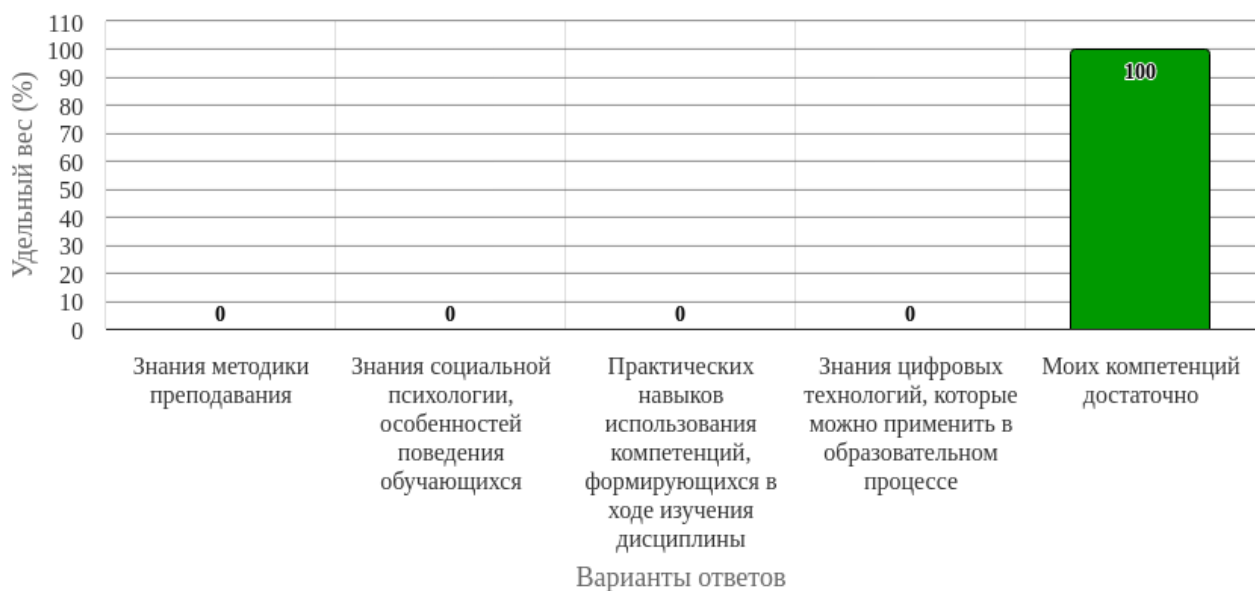 110
100
90
80
70
60
50
40
30
20
10
0
Удельный вес (%)
0
0
0
0
100
Знания методики
преподавания
Знания социальной
психологии,
особенностей
поведения
обучающихся
Практических
навыков
использования
компетенций,
формирующихся в
ходе изучения
дисциплины
Знания цифровых
технологий, которые
можно применить в
образовательном
процессе
Моих компетенций
достаточно
Варианты ответов